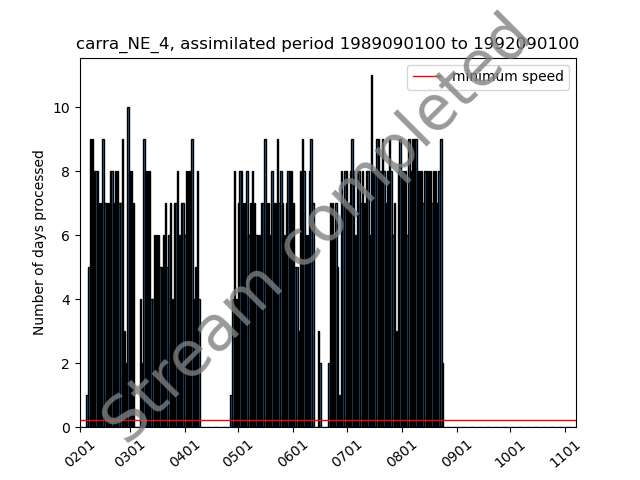 carra_NE_4, assimilated period 1989090100 to 1992090100
minimum speed
Stream completed
Number of days processed
10
8
6
4
2
0
0201 0301 0401 0501 0601 0701 0801 0901 1001 1101